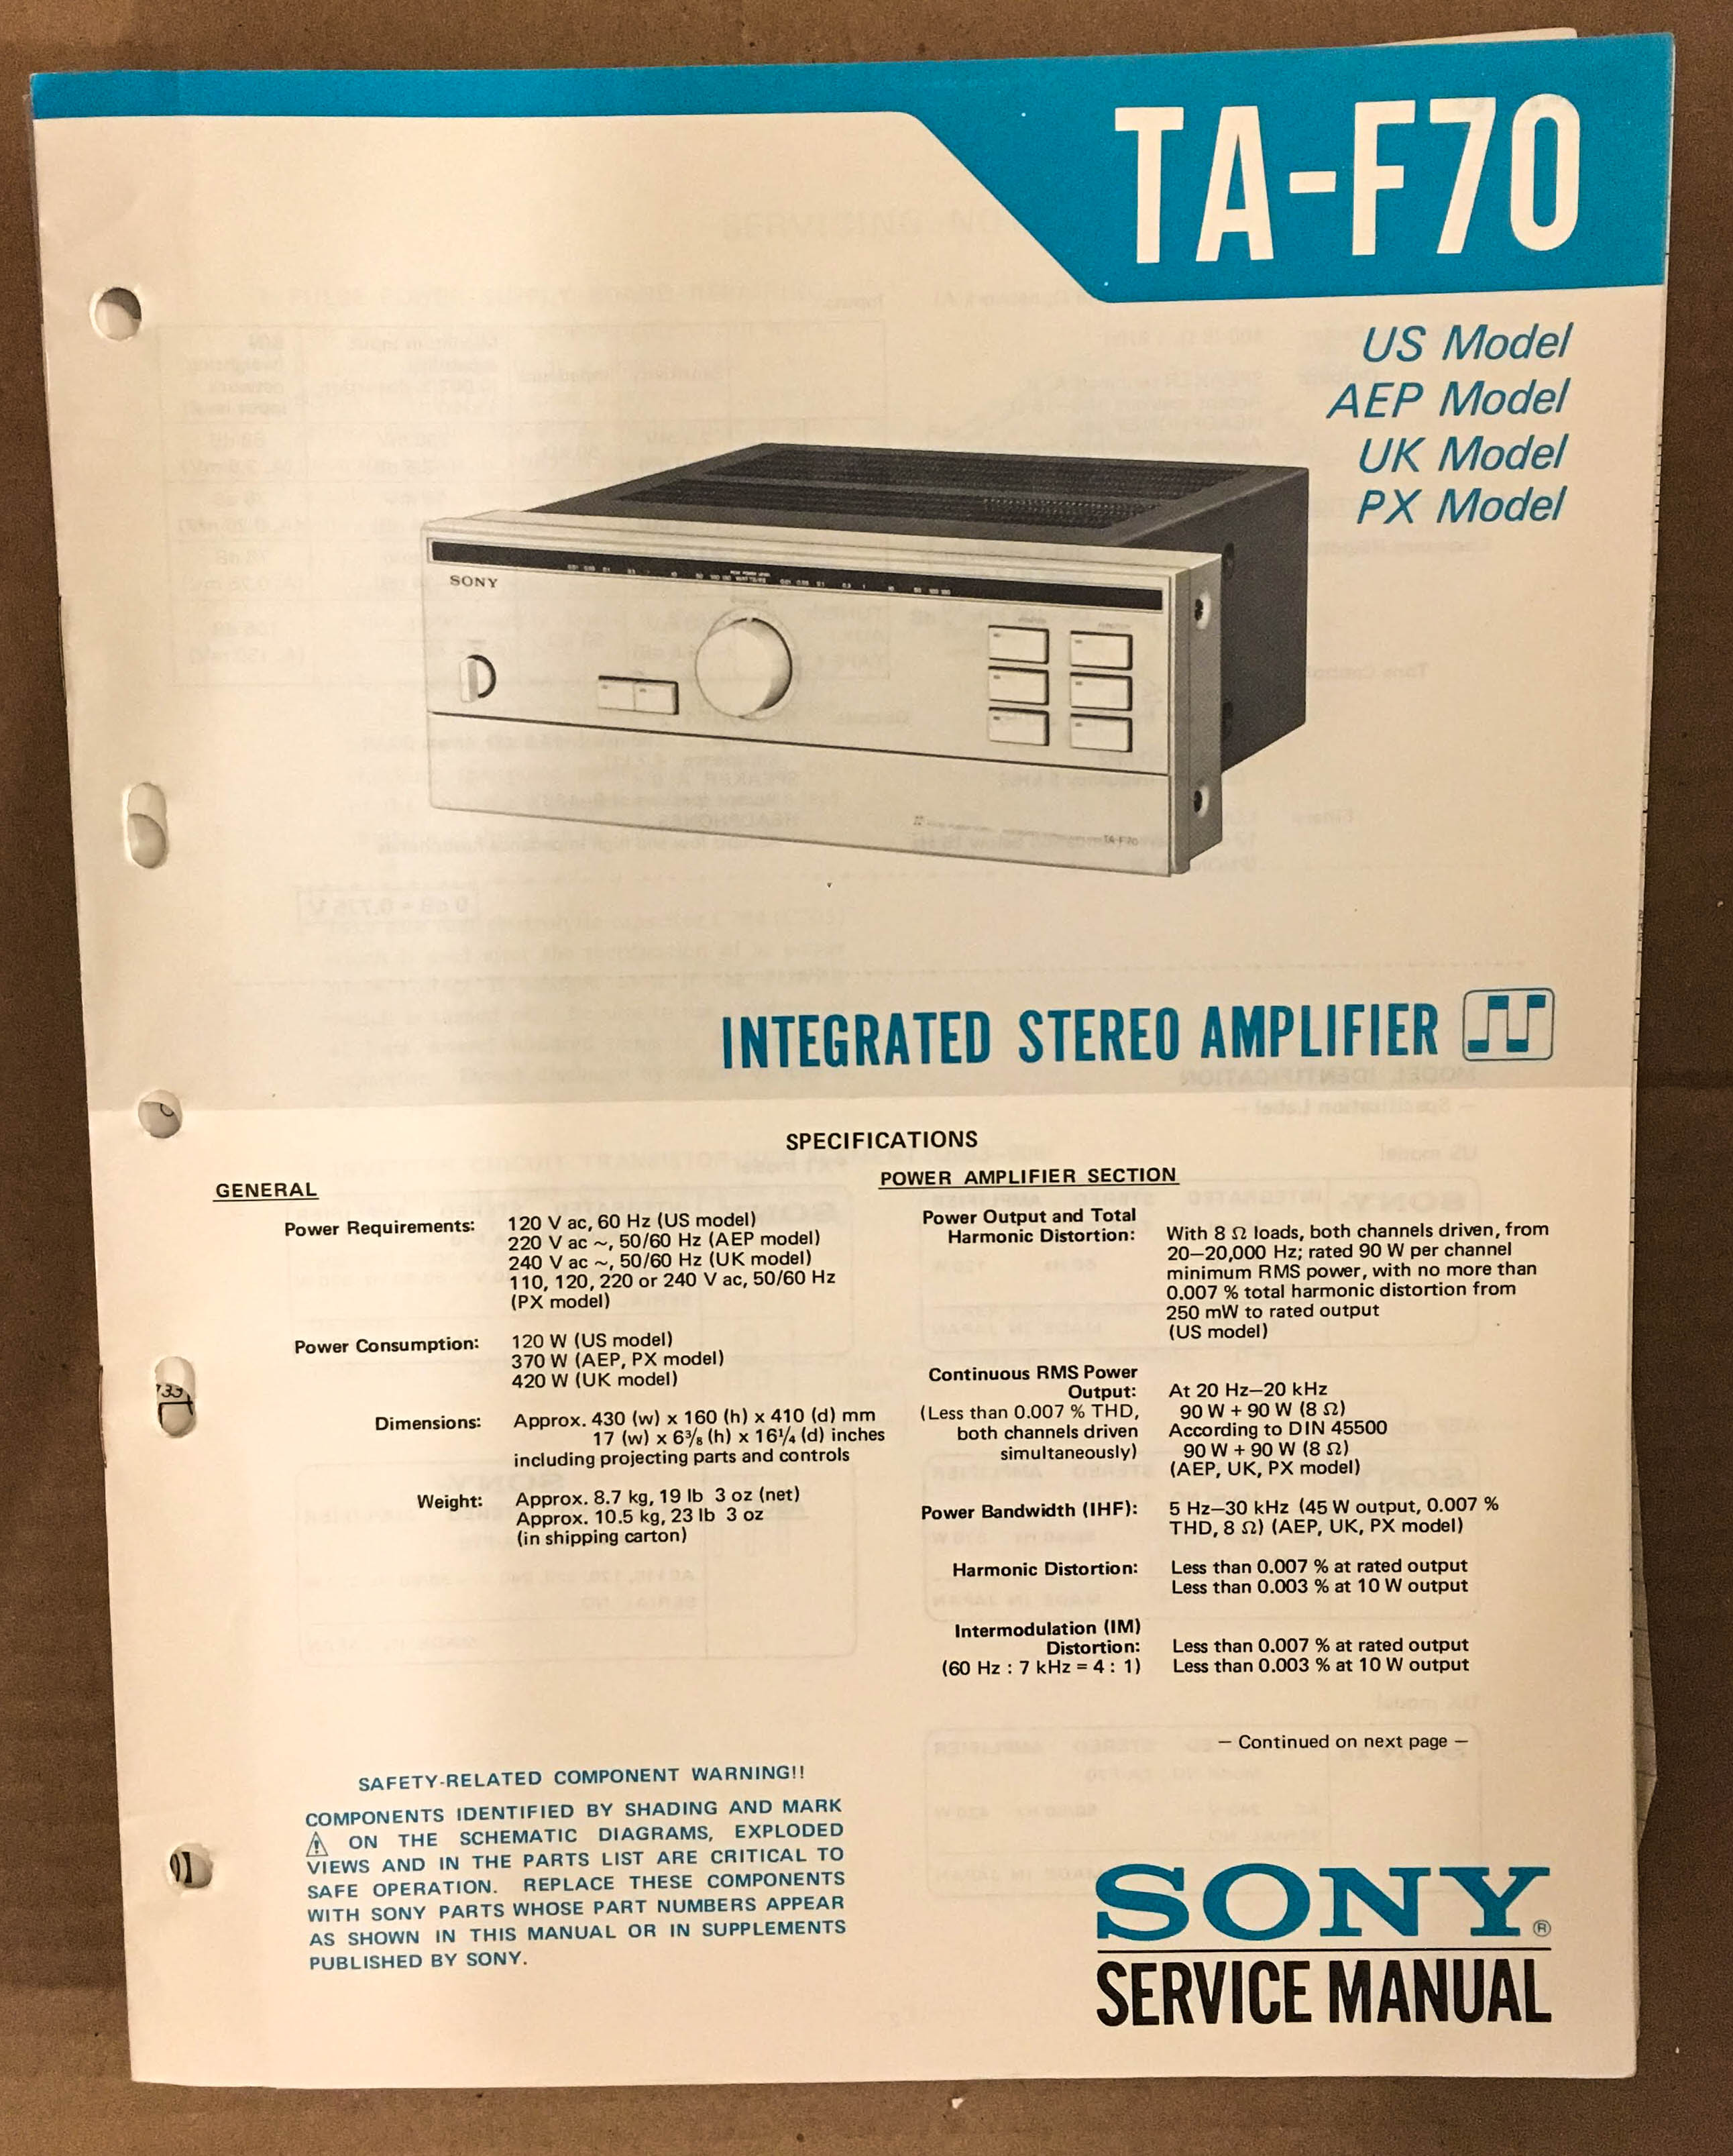 TA-F70
US Model
AEP Model
UK Model
PX Model
SONY
INTEGRATED STEREO AMPLIFIER
SPECIFICATIONS
GENERAL
Power Requirements: 120 V ac, 60 Hz (US model)
220 V ac ~, 50/60 Hz (AEP model)
240 V ac ~, 50/60 Hz (UK model)
110, 120, 220 or 240 V ac, 50/60 Hz
(PX model)
Power Consumption: 120 W (US model)
370 W (AEP, PX model)
420 W (UK model)
Dimensions: Approx. 430 (w) x 160 (h) x 410 (d) mm
17 (w) x 6⅜ (h) x 16¼ (d) inches
including projecting parts and controls
Weight: Approx. 8.7 kg, 19 lb 3 oz (net)
Approx. 10.5 kg, 23 lb 3 oz
(in shipping carton)
POWER AMPLIFIER SECTION
Power Output and Total
Harmonic Distortion: With 8 Ω loads, both channels driven, from
20–20,000 Hz; rated 90 W per channel
minimum RMS power, with no more than
0.007 % total harmonic distortion from
250 mW to rated output
(US model)
Continuous RMS Power
Output: At 20 Hz–20 kHz
(Less than 0.007 % THD, 90 W + 90 W (8 Ω)
both channels driven According to DIN 45500
simultaneously) 90 W + 90 W (8 Ω)
(AEP, UK, PX model)
Power Bandwidth (IHF): 5 Hz–30 kHz (45 W output, 0.007 %
THD, 8 Ω) (AEP, UK, PX model)
Harmonic Distortion: Less than 0.007 % at rated output
Less than 0.003 % at 10 W output
Intermodulation (IM)
Distortion: Less than 0.007 % at rated output
(60 Hz : 7 kHz = 4 : 1) Less than 0.003 % at 10 W output
– Continued on next page –
SAFETY-RELATED COMPONENT WARNING!!
COMPONENTS IDENTIFIED BY SHADING AND MARK
⚠ ON THE SCHEMATIC DIAGRAMS, EXPLODED
VIEWS AND IN THE PARTS LIST ARE CRITICAL TO
SAFE OPERATION. REPLACE THESE COMPONENTS
WITH SONY PARTS WHOSE PART NUMBERS APPEAR
AS SHOWN IN THIS MANUAL OR IN SUPPLEMENTS
PUBLISHED BY SONY.
SONY®
SERVICE MANUAL